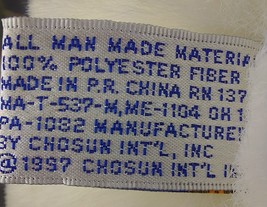 ALL MAN MADE MATERIA
100% POLYESTER FIBER
MADE IN P.R. CHINA RN 137
MA-T-537-M, ME-1104 OH 1
PA-1082 MANUFACTURE
BY CHOSUN INT'L, INC
©1997 CHOSUN INT'L I